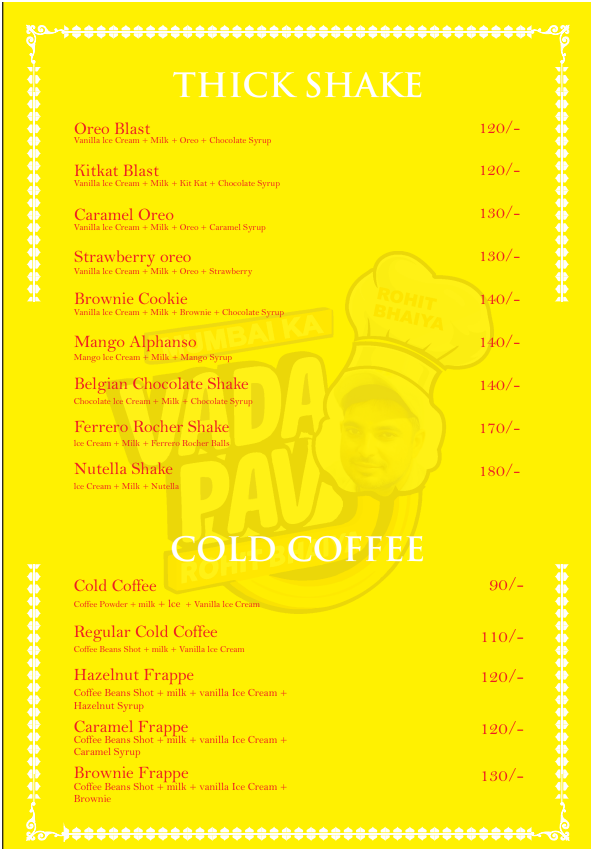 THICK SHAKE
Oreo Blast 120/-
Vanilla Ice Cream + Milk + Oreo + Chocolate Syrup
Kitkat Blast 120/-
Vanilla Ice Cream + Milk + Kit Kat + Chocolate Syrup
Caramel Oreo 130/-
Vanilla Ice Cream + Milk + Oreo + Caramel Syrup
Strawberry oreo 130/-
Vanilla Ice Cream + Milk + Oreo + Strawberry
Brownie Cookie 140/-
Vanilla Ice Cream + Milk + Brownie + Chocolate Syrup
Mango Alphanso 140/-
Mango Ice Cream + Milk + Mango Syrup
Belgian Chocolate Shake 140/-
Chocolate Ice Cream + Milk + Chocolate Syrup
Ferrero Rocher Shake 170/-
Ice Cream + Milk + Ferrero Rocher Balls
Nutella Shake 180/-
Ice Cream + Milk + Nutella
ROHIT
BHAIYA
MUMBAI KA
VADA
PAV
COLD COFFEE
Cold Coffee 90/-
Coffee Powder + milk + Ice + Vanilla Ice Cream
Regular Cold Coffee 110/-
Coffee Beans Shot + milk + Vanilla Ice Cream
Hazelnut Frappe 120/-
Coffee Beans Shot + milk + vanilla Ice Cream +
Hazelnut Syrup
Caramel Frappe 120/-
Coffee Beans Shot + milk + vanilla Ice Cream +
Caramel Syrup
Brownie Frappe 130/-
Coffee Beans Shot + milk + vanilla Ice Cream +
Brownie